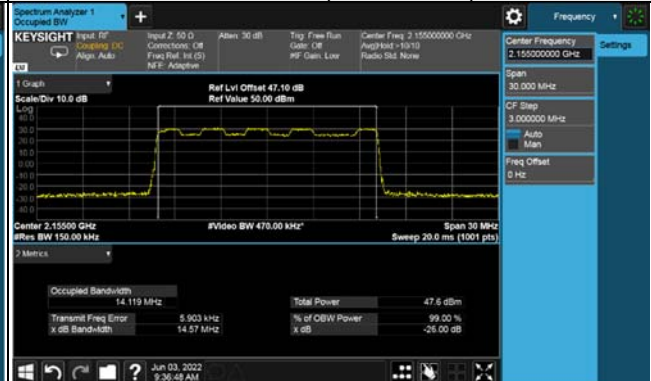 Spectrum Analyzer 1
Occupied BW
+
Frequency
KEYSIGHT
Input: RF
Coupling: DC
Align: Auto
Input Z: 50 Ω
Corrections: Off
Freq Ref: Int (S)
NFE: Adaptive
Atten: 30 dB
Trig: Free Run
Gate: Off
#IF Gain: Low
Center Freq: 2.155000000 GHz
Avg|Hold:>10/10
Radio Std: None
Center Frequency
2.155000000 GHz
Settings
Span
30.000 MHz
CF Step
3.000000 MHz
Auto
Man
Freq Offset
0 Hz
1 Graph
Scale/Div 10.0 dB
Ref Lvl Offset 47.10 dB
Ref Value 50.00 dBm
Log
40.0
30.0
20.0
10.0
0.00
-10.0
-20.0
-30.0
-40.0
Center 2.15500 GHz
#Res BW 150.00 kHz
#Video BW 470.00 kHz*
Span 30 MHz
Sweep 20.0 ms (1001 pts)
2 Metrics
Occupied Bandwidth
14.119 MHz
Transmit Freq Error 5.903 kHz
x dB Bandwidth 14.57 MHz
Total Power 47.6 dBm
% of OBW Power 99.00 %
x dB -26.00 dB
?
Jun 03, 2022
9:36:48 AM